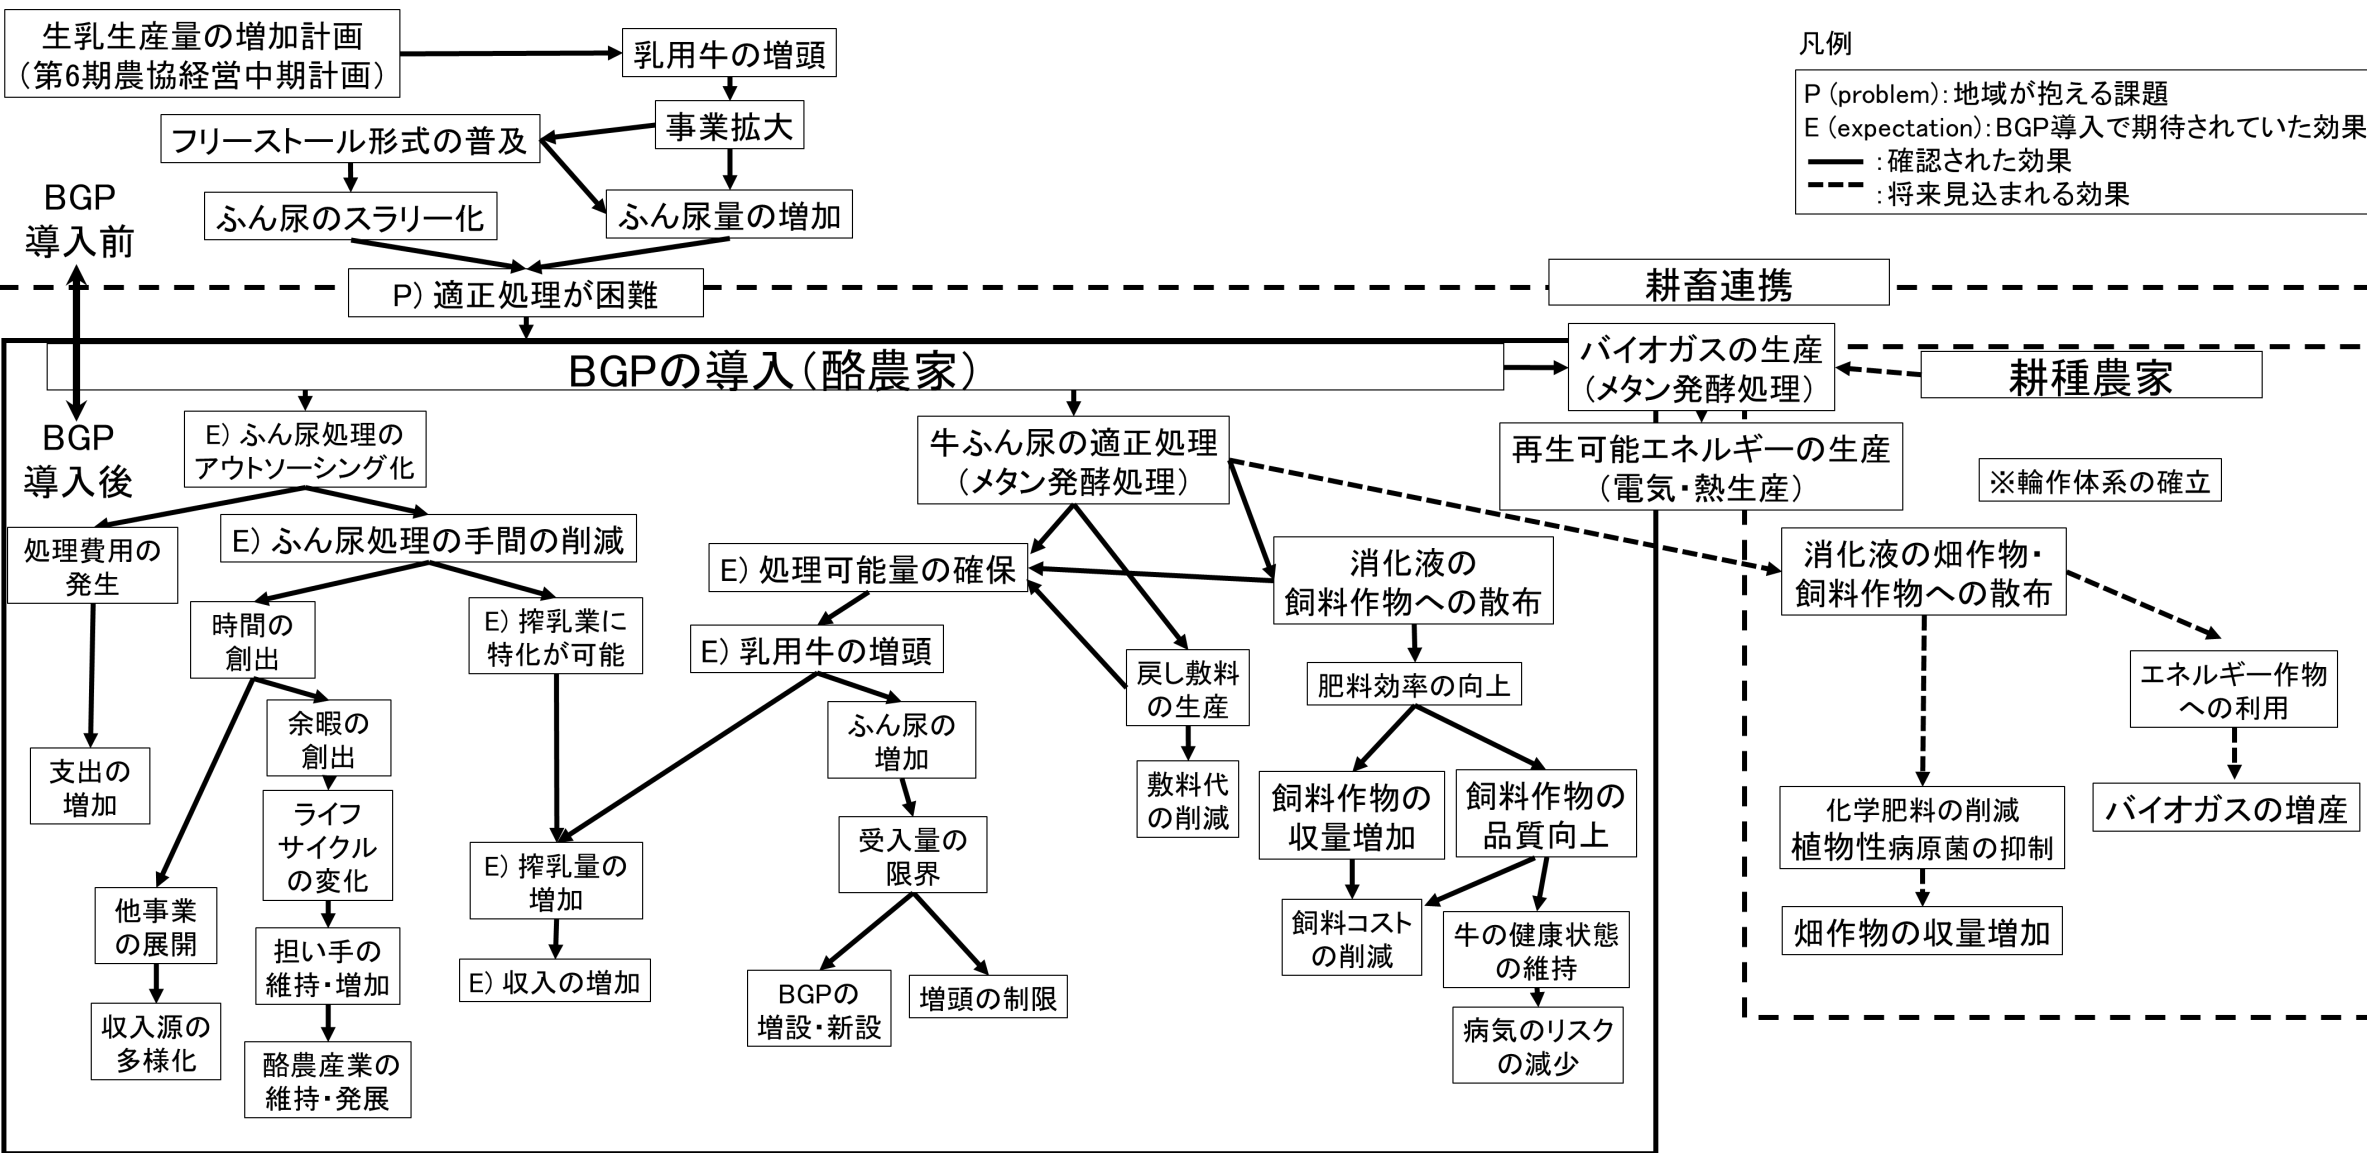 生乳生産量の増加計画
（第6期農協経営中期計画）
乳用牛の増頭
事業拡大
フリーストール形式の普及
ふん尿のスラリー化
ふん尿量の増加
P）適正処理が困難
BGP
導入前
BGP
導入後
凡例
P (problem)：地域が抱える課題
E (expectation)：BGP導入で期待されていた効果
：確認された効果
：将来見込まれる効果
耕畜連携
BGPの導入（酪農家）
バイオガスの生産
（メタン発酵処理）
耕種農家
E）ふん尿処理の
アウトソーシング化
牛ふん尿の適正処理
（メタン発酵処理）
再生可能エネルギーの生産
（電気・熱生産）
※輪作体系の確立
処理費用の
発生
E）ふん尿処理の手間の削減
E）処理可能量の確保
消化液の
飼料作物への散布
消化液の畑作物・
飼料作物への散布
時間の
創出
E）搾乳業に
特化が可能
E）乳用牛の増頭
戻し敷料
の生産
肥料効率の向上
エネルギー作物
への利用
支出の
増加
余暇の
創出
ふん尿の
増加
敷料代
の削減
飼料作物の
収量増加
飼料作物の
品質向上
化学肥料の削減
植物性病原菌の抑制
バイオガスの増産
ライフ
サイクル
の変化
E）搾乳量の
増加
受入量の
限界
他事業
の展開
担い手の
維持・増加
E）収入の増加
BGPの
増設・新設
増頭の制限
飼料コスト
の削減
牛の健康状態
の維持
畑作物の収量増加
収入源の
多様化
酪農産業の
維持・発展
病気のリスク
の減少